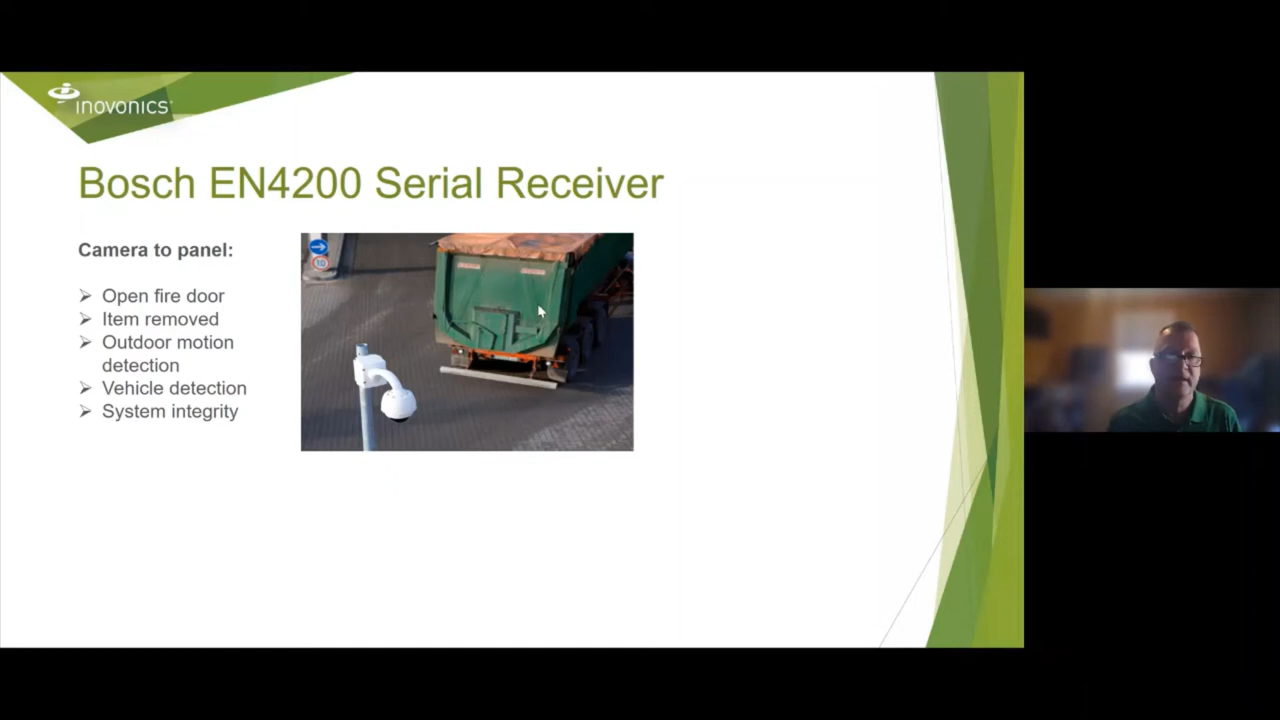 inovonics
Bosch EN4200 Serial Receiver
Camera to panel:
Open fire door
Item removed
Outdoor motion
detection
Vehicle detection
System integrity
10